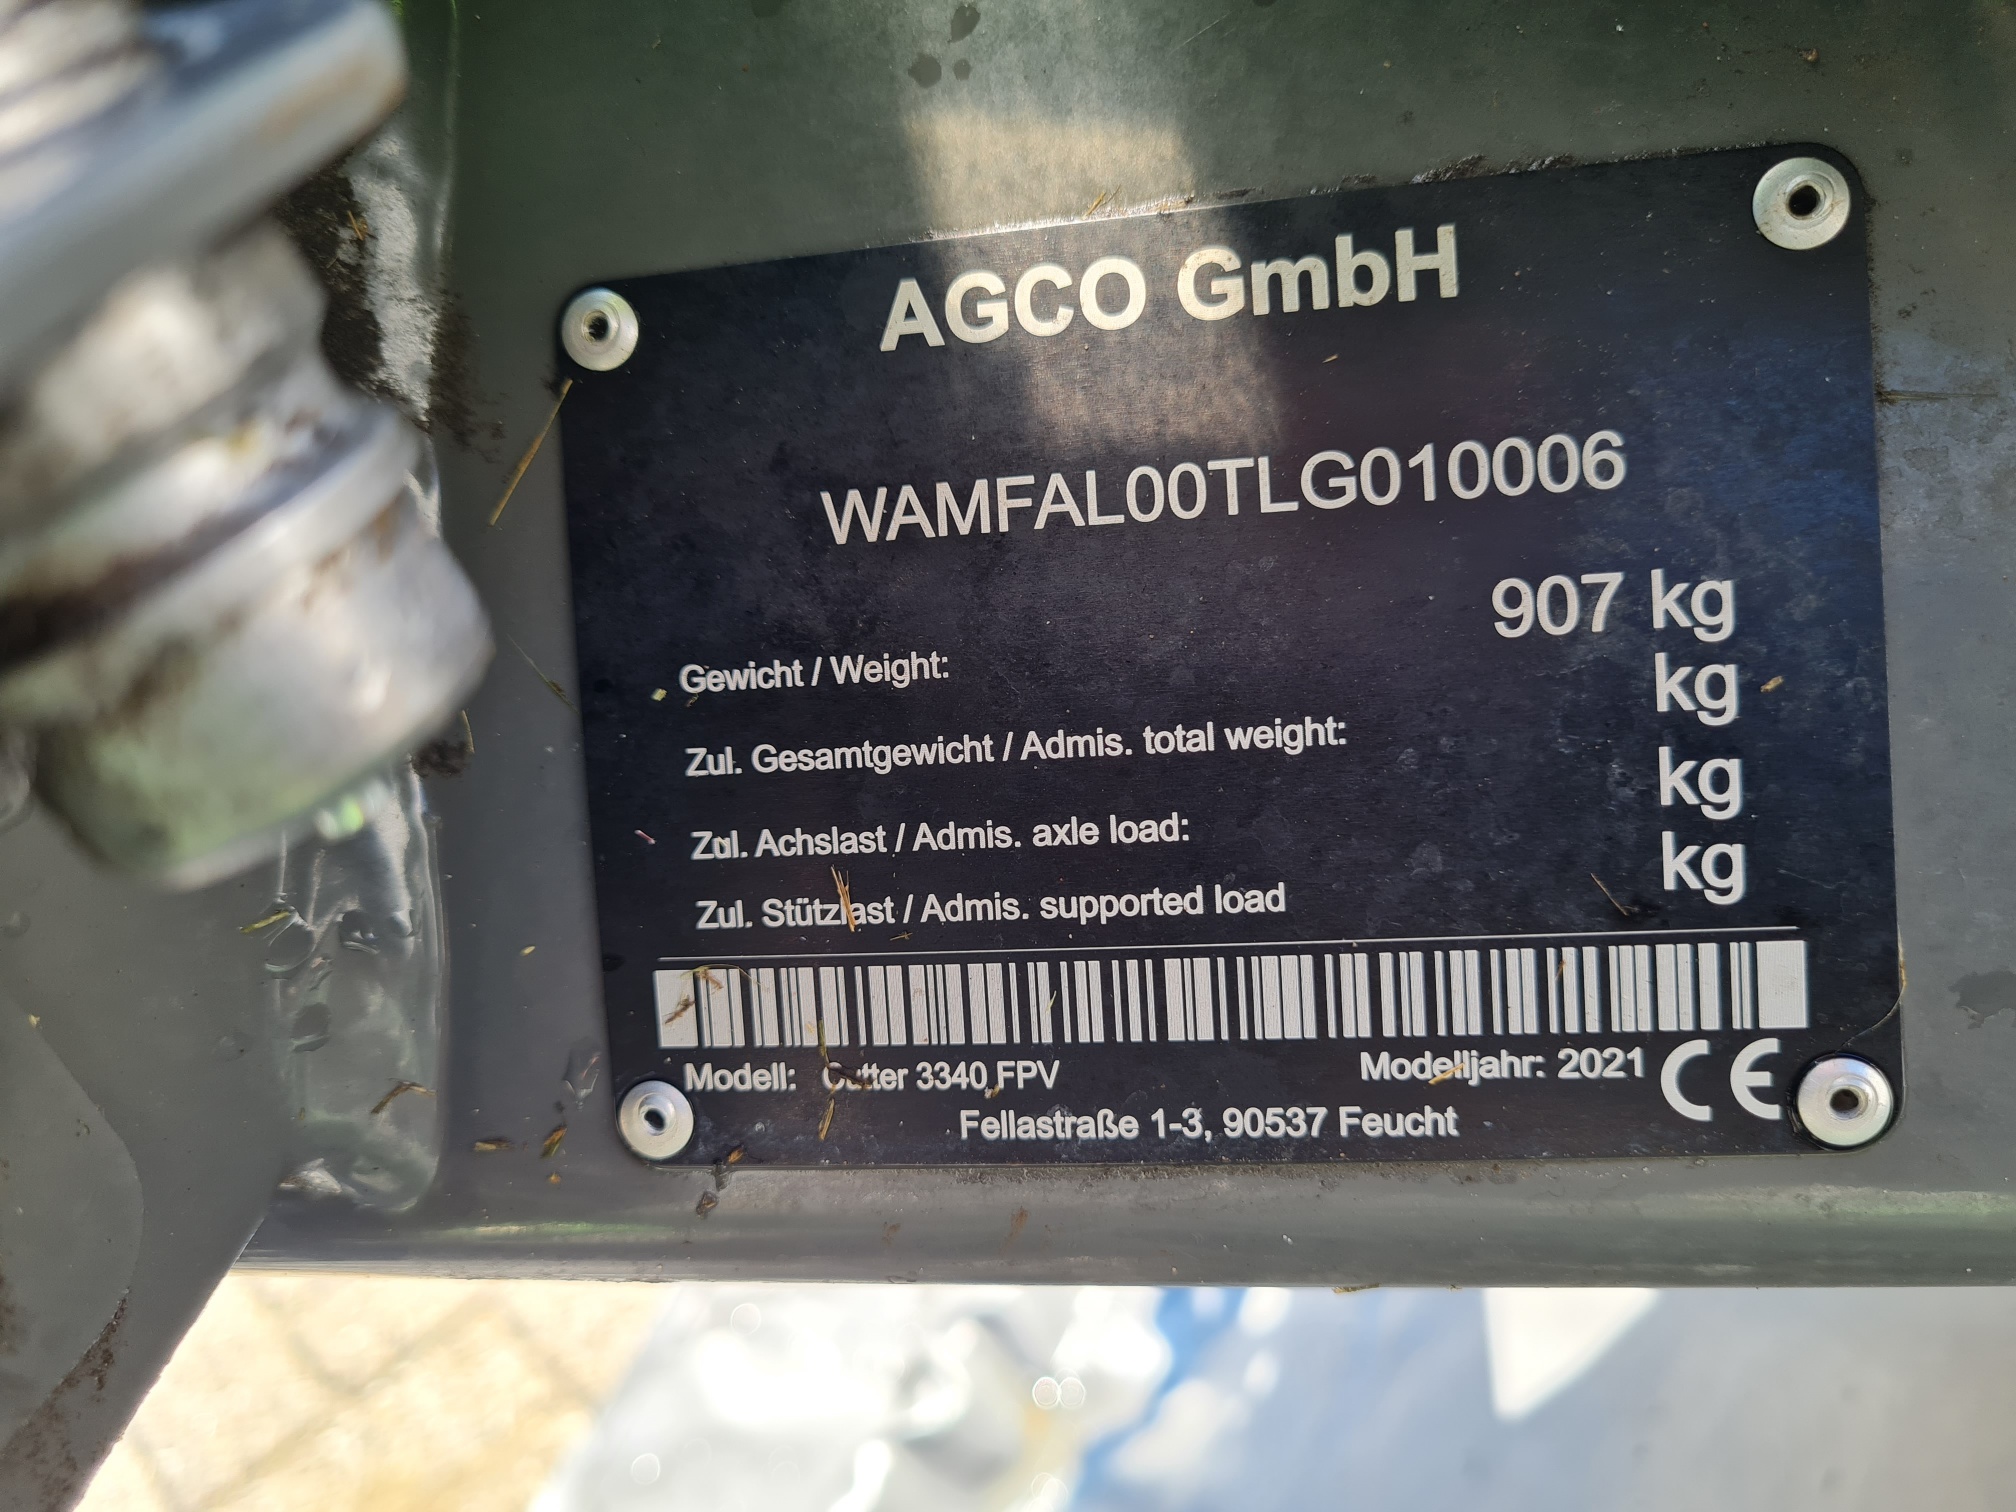 AGCO GmbH
WAMFAL00TLG010006
Gewicht / Weight: 907 kg
Zul. Gesamtgewicht / Admis. total weight: kg
Zul. Achslast / Admis. axle load: kg
Zul. Stützlast / Admis. supported load kg
Modell: Cutter 3340 FPV Modelljahr: 2021 CE
Fellastraße 1-3, 90537 Feucht